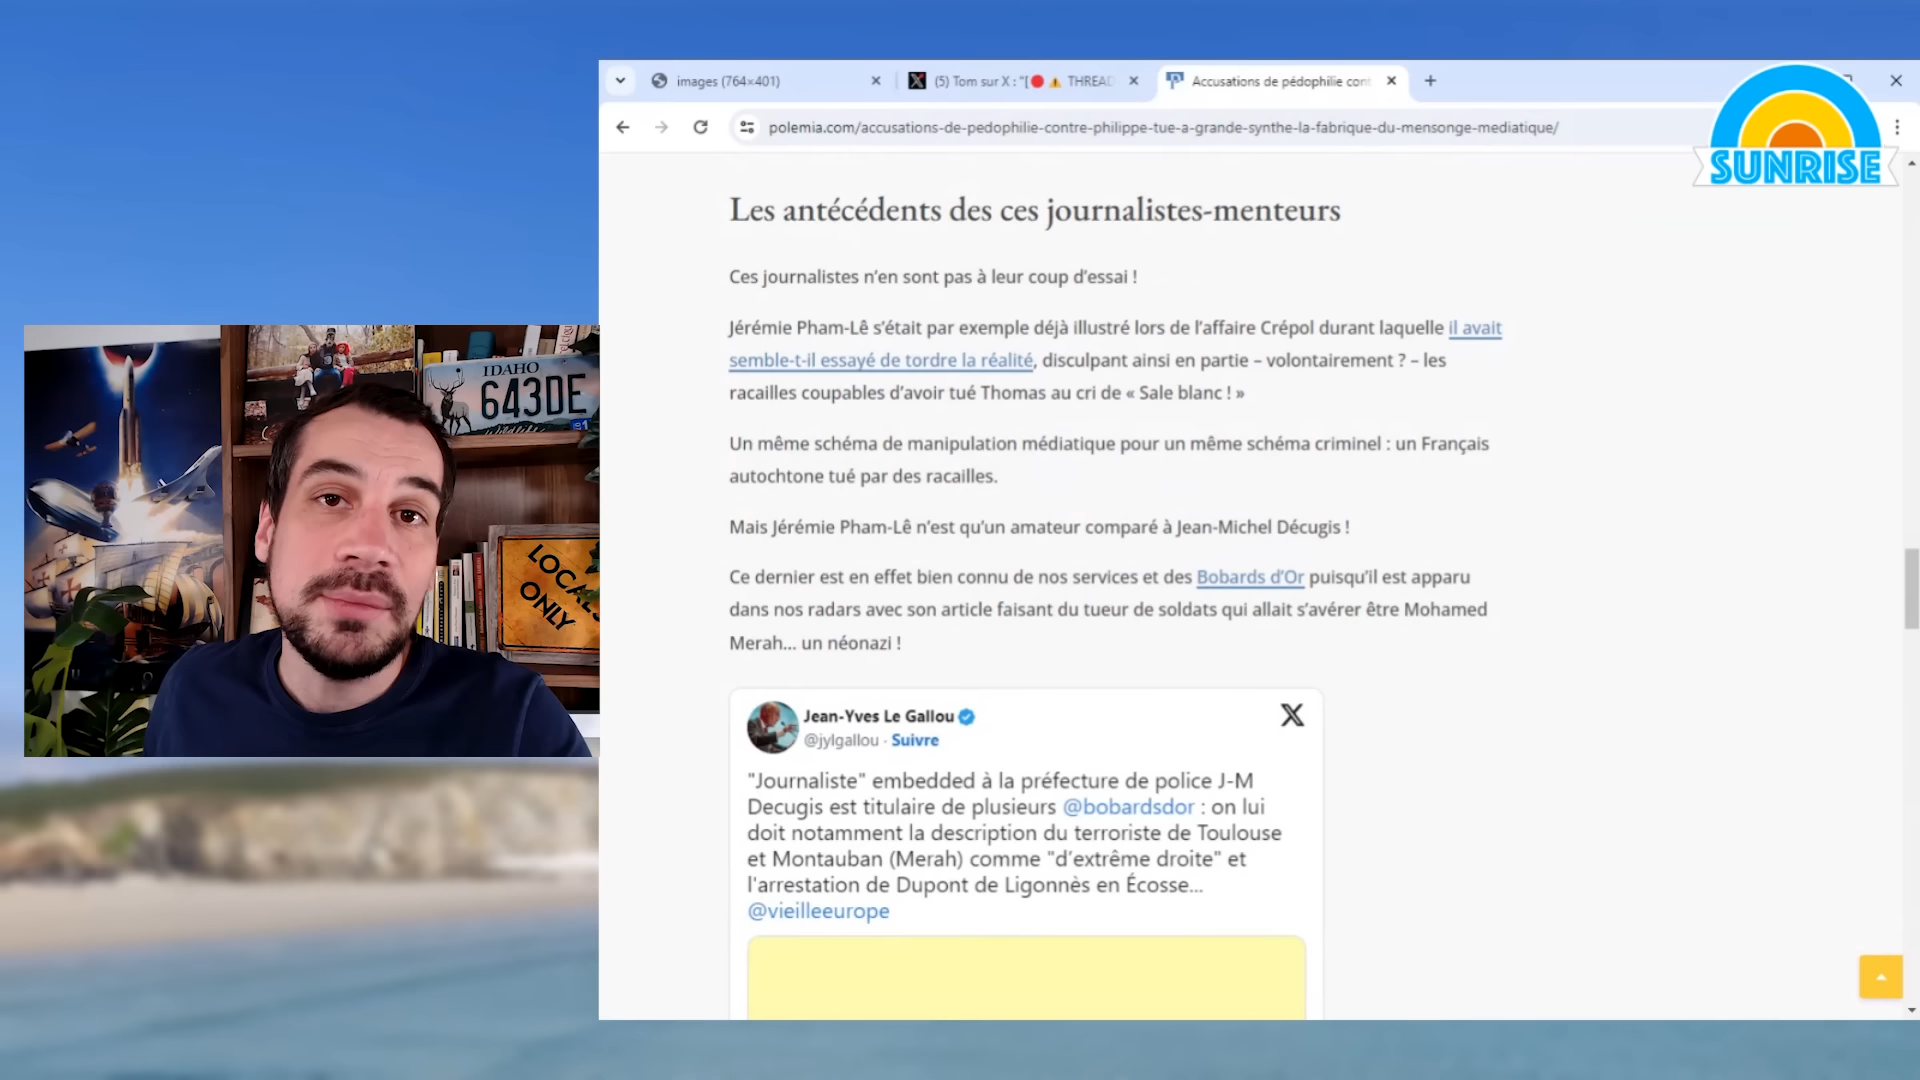 images (764×401)
(5) Tom sur X : "[🔴 ⚠️ THREAD
Accusations de pédophilie cont
polemia.com/accusations-de-pedophilie-contre-philippe-tue-a-grande-synthe-la-fabrique-du-mensonge-mediatique/
SUNRISE
Les antécédents des ces journalistes-menteurs
Ces journalistes n'en sont pas à leur coup d'essai !
Jérémie Pham-Lê s'était par exemple déjà illustré lors de l'affaire Crépol durant laquelle il avait
semble-t-il essayé de tordre la réalité, disculpant ainsi en partie – volontairement ? – les
racailles coupables d'avoir tué Thomas au cri de « Sale blanc ! »
Un même schéma de manipulation médiatique pour un même schéma criminel : un Français
autochtone tué par des racailles.
Mais Jérémie Pham-Lê n'est qu'un amateur comparé à Jean-Michel Décugis !
Ce dernier est en effet bien connu de nos services et des Bobards d'Or puisqu'il est apparu
dans nos radars avec son article faisant du tueur de soldats qui allait s'avérer être Mohamed
Merah... un néonazi !
Jean-Yves Le Gallou
@jylgallou · Suivre
"Journaliste" embedded à la préfecture de police J-M
Decugis est titulaire de plusieurs @bobardsdor : on lui
doit notamment la description du terroriste de Toulouse
et Montauban (Merah) comme "d'extrême droite" et
l'arrestation de Dupont de Ligonnès en Écosse...
@vieilleeurope
IDAHO
643DE
LOCALS
ONLY